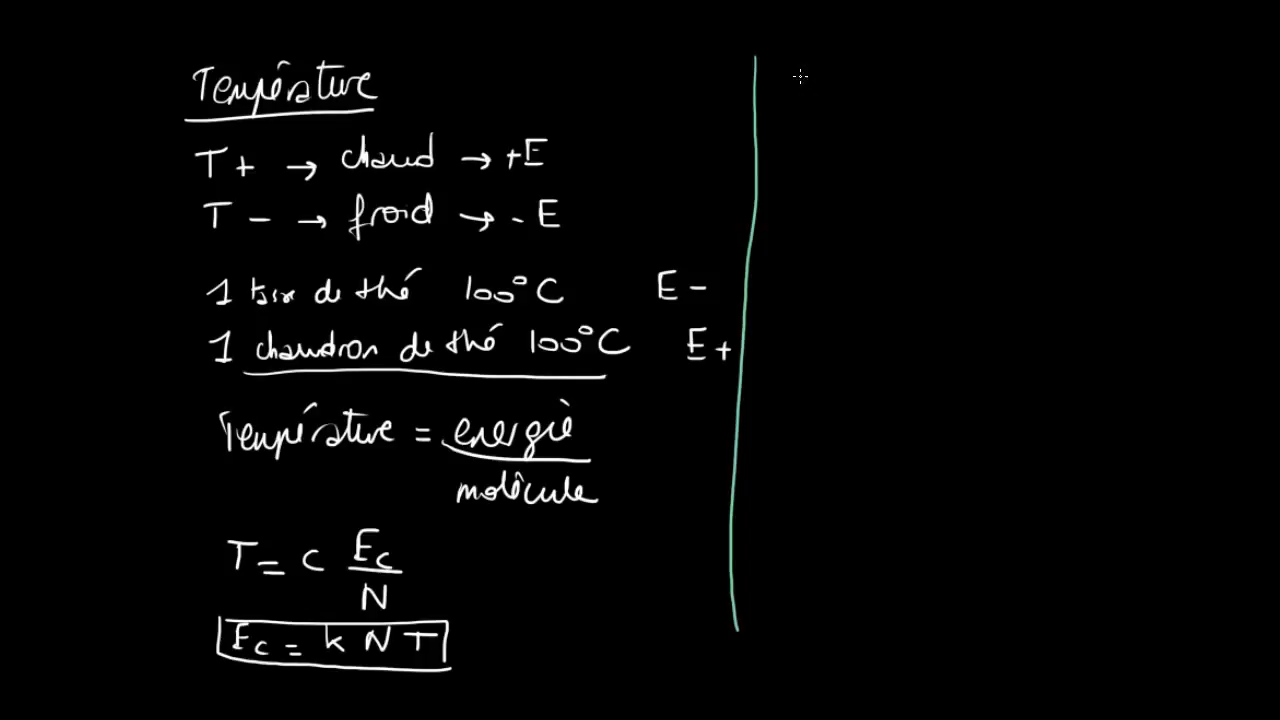 Température
T + → chaud → +E
T - → froid → - E
1 tasse de thé 100°C E -
1 chaudron de thé 100°C E +
Température = énergie
molécule
T = c Ec
N
Ec = k N T